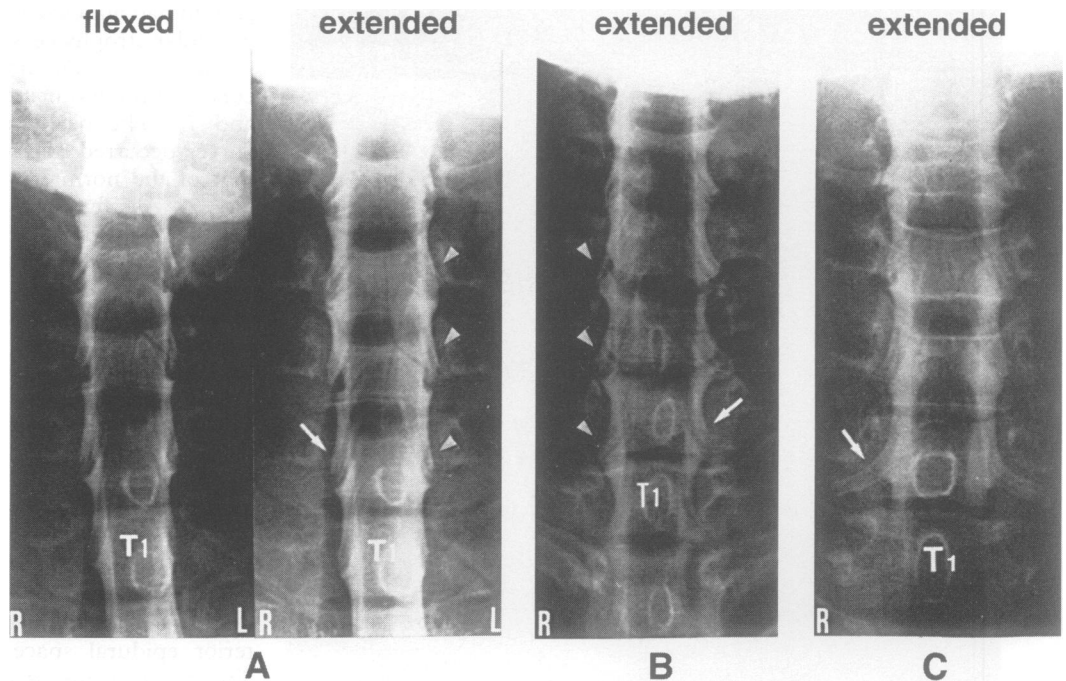 flexed extended extended extended
T1 T1 T1 T1
R L R L R R
A B C